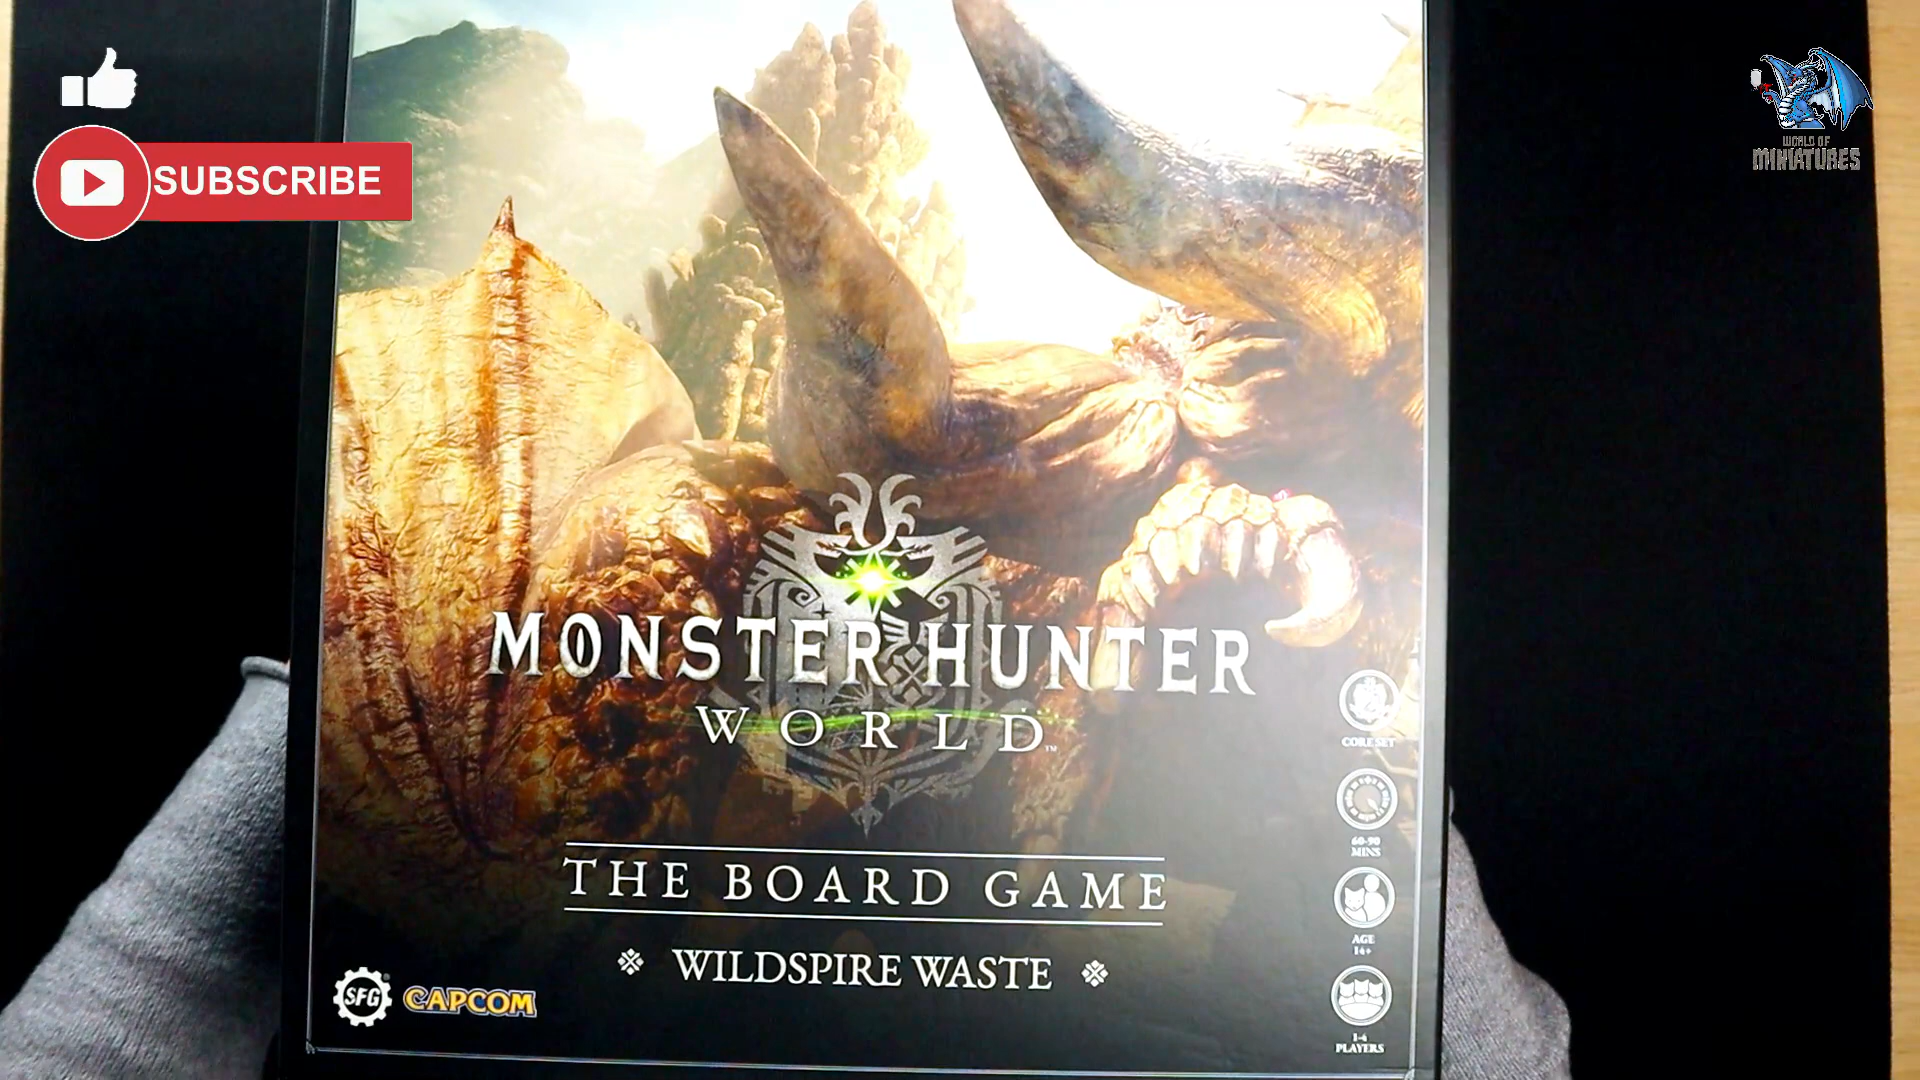 SUBSCRIBE
WORLD OF
MINIATURES
MONSTER HUNTER
WORLD™
CORE SET
60-90
MINS
THE BOARD GAME
AGE
14+
WILDSPIRE WASTE
SFG®
CAPCOM
1-4
PLAYERS